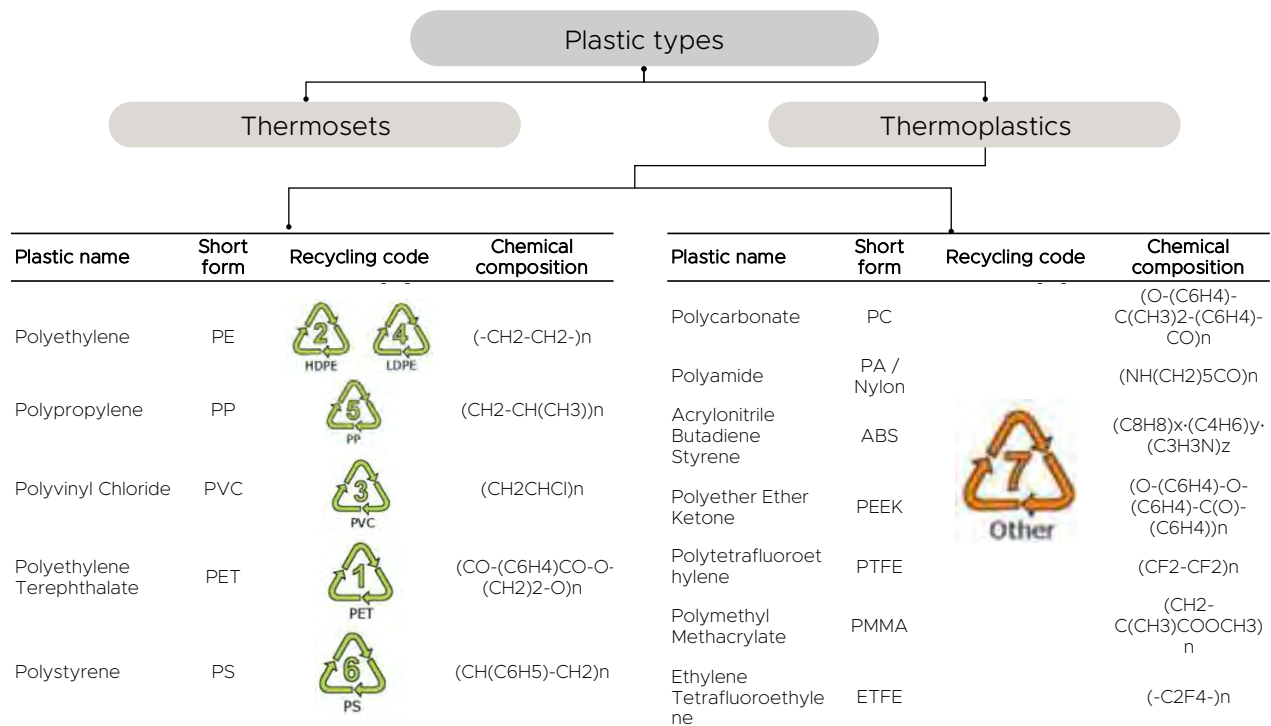 Plastic types
Thermosets
Thermoplastics
Plastic name
Short
form
Recycling code
Chemical
composition
Polyethylene
PE
2
HDPE
4
LDPE
(-CH2-CH2-)n
Polypropylene
PP
5
PP
(CH2-CH(CH3))n
Polyvinyl Chloride
PVC
3
PVC
(CH2CHCl)n
Polyethylene
Terephthalate
PET
1
PET
(CO-(C6H4)CO-O-
(CH2)2-O)n
Polystyrene
PS
6
PS
(CH(C6H5)-CH2)n
Plastic name
Short
form
Recycling code
Chemical
composition
Polycarbonate
PC
(O-(C6H4)-
C(CH3)2-(C6H4)-
CO)n
Polyamide
PA /
Nylon
(NH(CH2)5CO)n
Acrylonitrile
Butadiene
Styrene
ABS
(C8H8)x·(C4H6)y·
(C3H3N)z
7
Other
Polyether Ether
Ketone
PEEK
(O-(C6H4)-O-
(C6H4)-C(O)-
(C6H4))n
Polytetrafluoroet
hylene
PTFE
(CF2-CF2)n
Polymethyl
Methacrylate
PMMA
(CH2-
C(CH3)COOCH3)
n
Ethylene
Tetrafluoroethyle
ne
ETFE
(-C2F4-)n